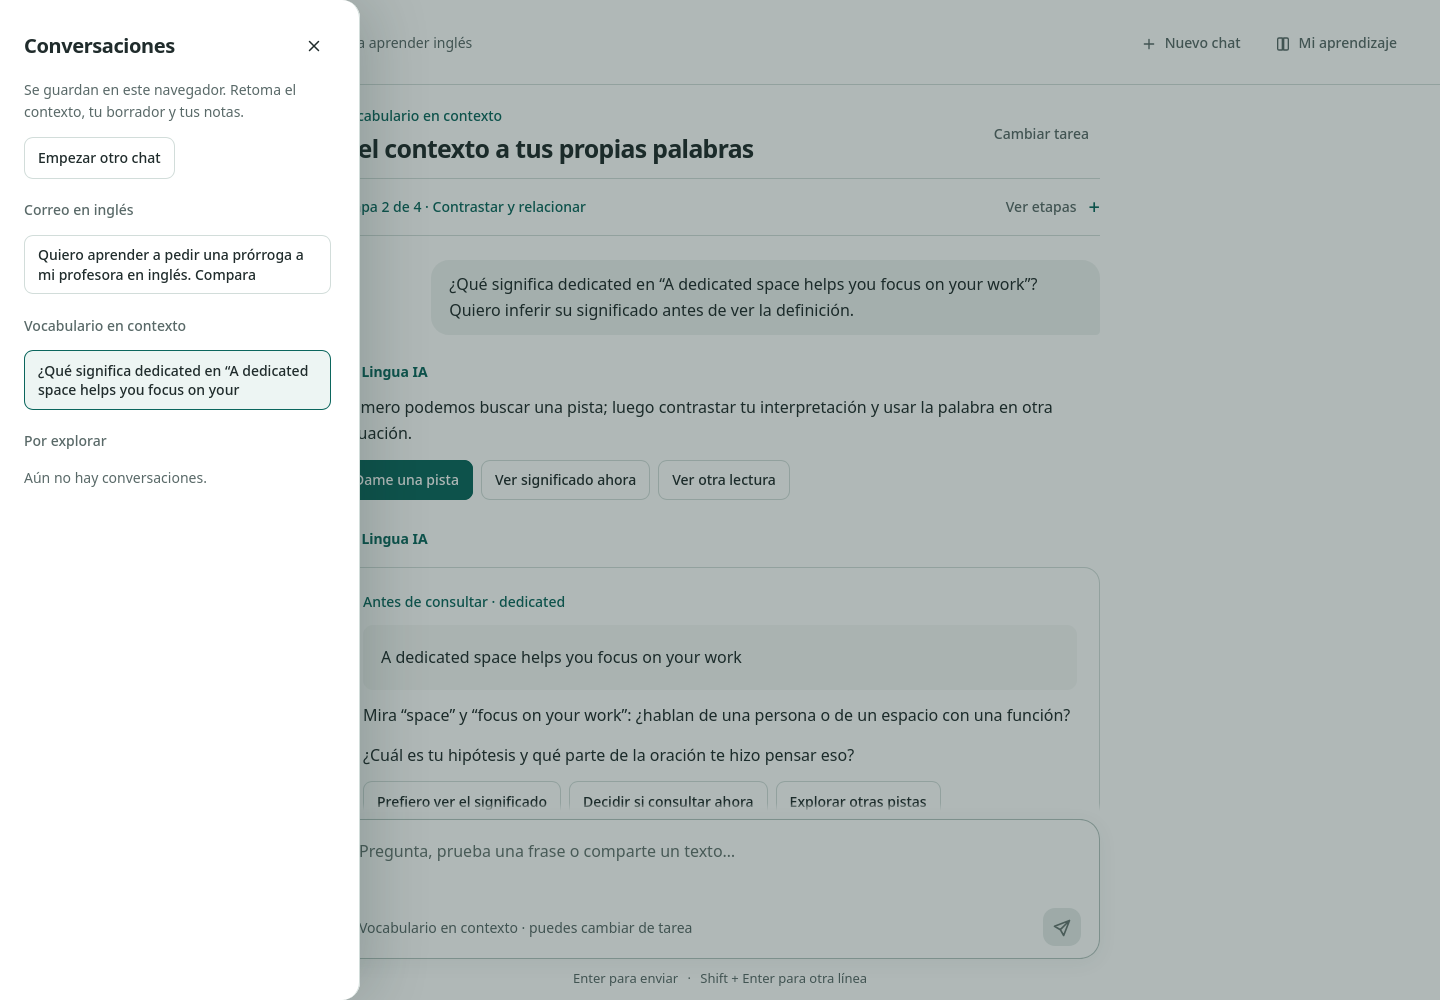 Conversaciones
Se guardan en este navegador. Retoma el
contexto, tu borrador y tus notas.
Empezar otro chat
Correo en inglés
Quiero aprender a pedir una prórroga a
mi profesora en inglés. Compara
Vocabulario en contexto
¿Qué significa dedicated en “A dedicated
space helps you focus on your
Por explorar
Aún no hay conversaciones.
a aprender inglés
Nuevo chat
Mi aprendizaje
cabulario en contexto
el contexto a tus propias palabras
Cambiar tarea
pa 2 de 4 · Contrastar y relacionar
Ver etapas
¿Qué significa dedicated en “A dedicated space helps you focus on your work”?
Quiero inferir su significado antes de ver la definición.
Lingua IA
mero podemos buscar una pista; luego contrastar tu interpretación y usar la palabra en otra
uación.
Dame una pista
Ver significado ahora
Ver otra lectura
Lingua IA
Antes de consultar · dedicated
A dedicated space helps you focus on your work
Mira “space” y “focus on your work”: ¿hablan de una persona o de un espacio con una función?
¿Cuál es tu hipótesis y qué parte de la oración te hizo pensar eso?
Prefiero ver el significado
Decidir si consultar ahora
Explorar otras pistas
Pregunta, prueba una frase o comparte un texto...
Vocabulario en contexto · puedes cambiar de tarea
Enter para enviar · Shift + Enter para otra línea